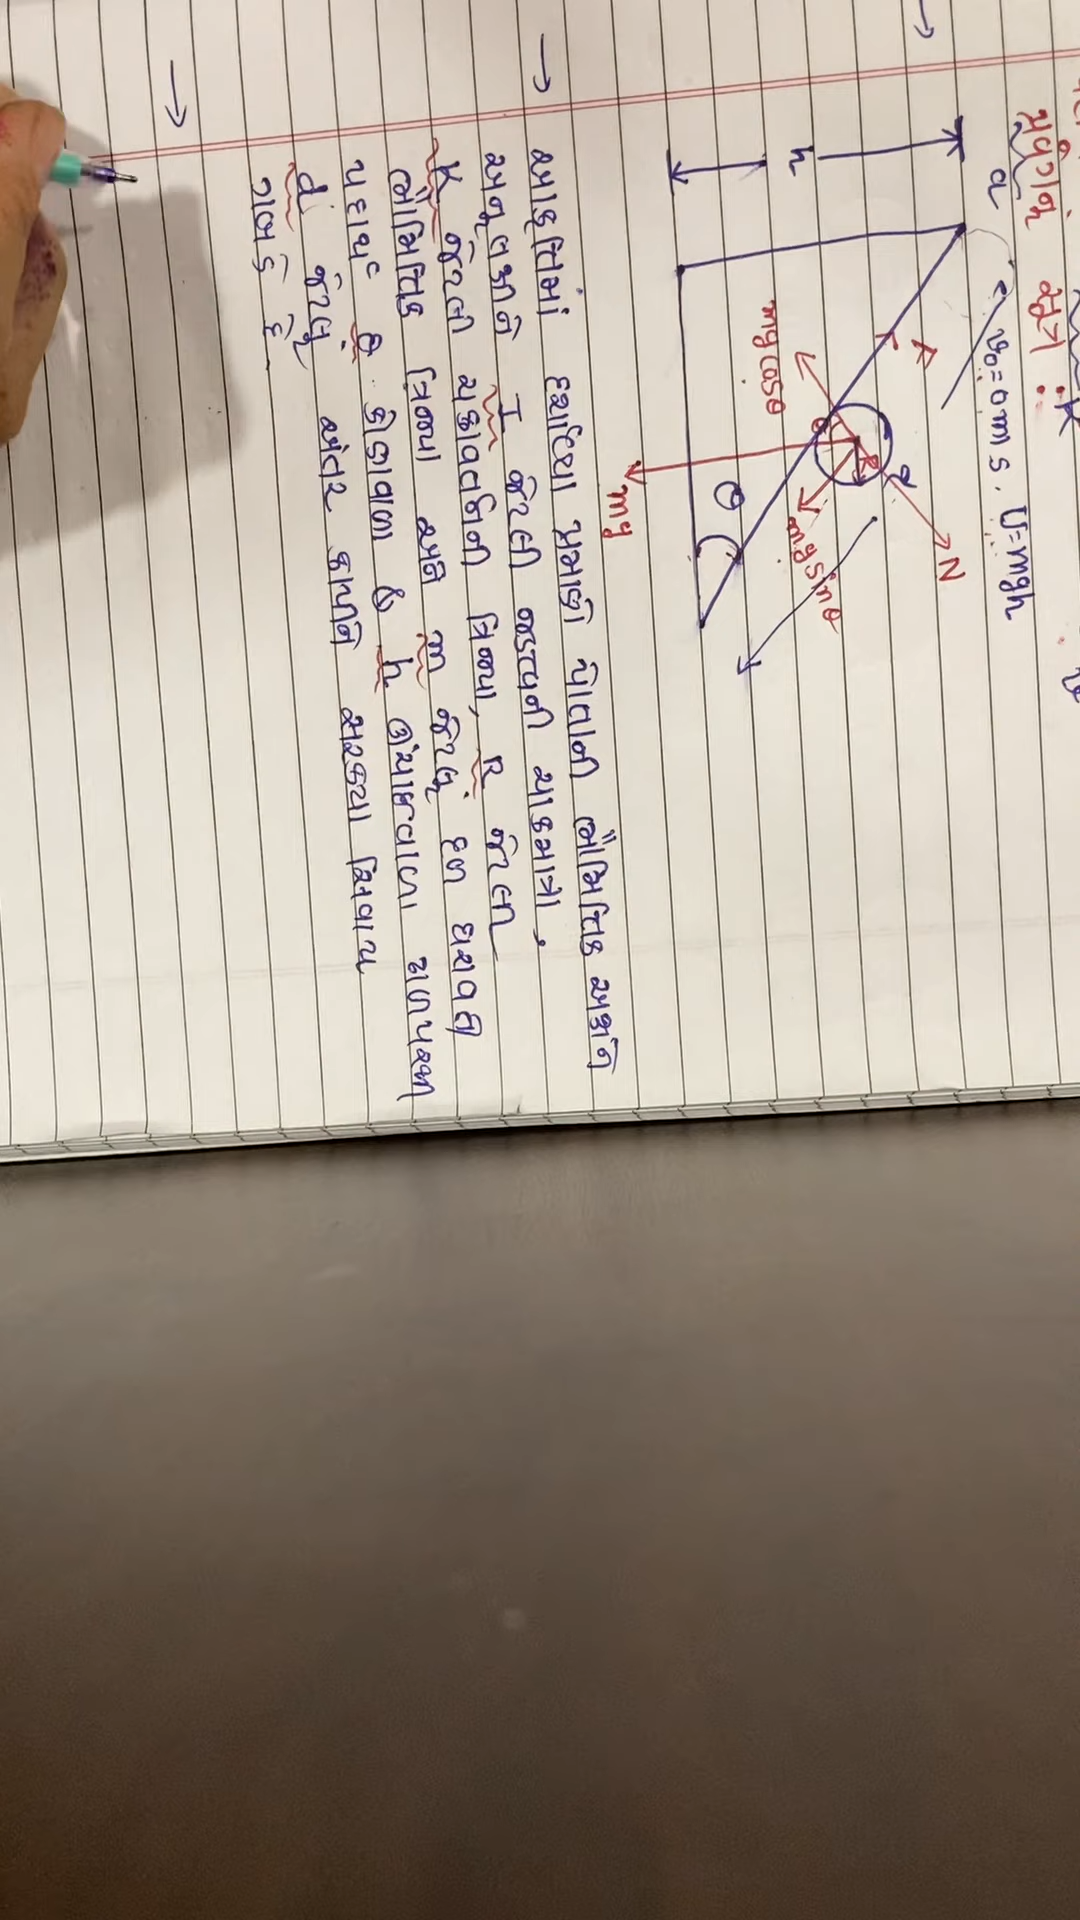 પ્રવેગનું સૂત્ર :
a
v₀=0 m s. U=mgh
h
N
R
mg cosθ
mg sinθ
θ
mg
→ આકૃતિમાં દર્શાવ્યા પ્રમાણે પોતાની ભૌમિતિક અક્ષને
અનુલક્ષીને I જેટલી જડત્વની ચાકમાત્રા,
K જેટલી ચક્રાવર્તનની ત્રિજ્યા, R જેટલી
ભૌમિતિક ત્રિજ્યા અને m જેટલું દળ ધરાવતી
પદાર્થ θ કોણવાળા & h ઊંચાઈવાળા ઢાળ પરથી
d જેટલું અંતર કાપીને સરક્યા સિવાય
ગબડે છે.
→